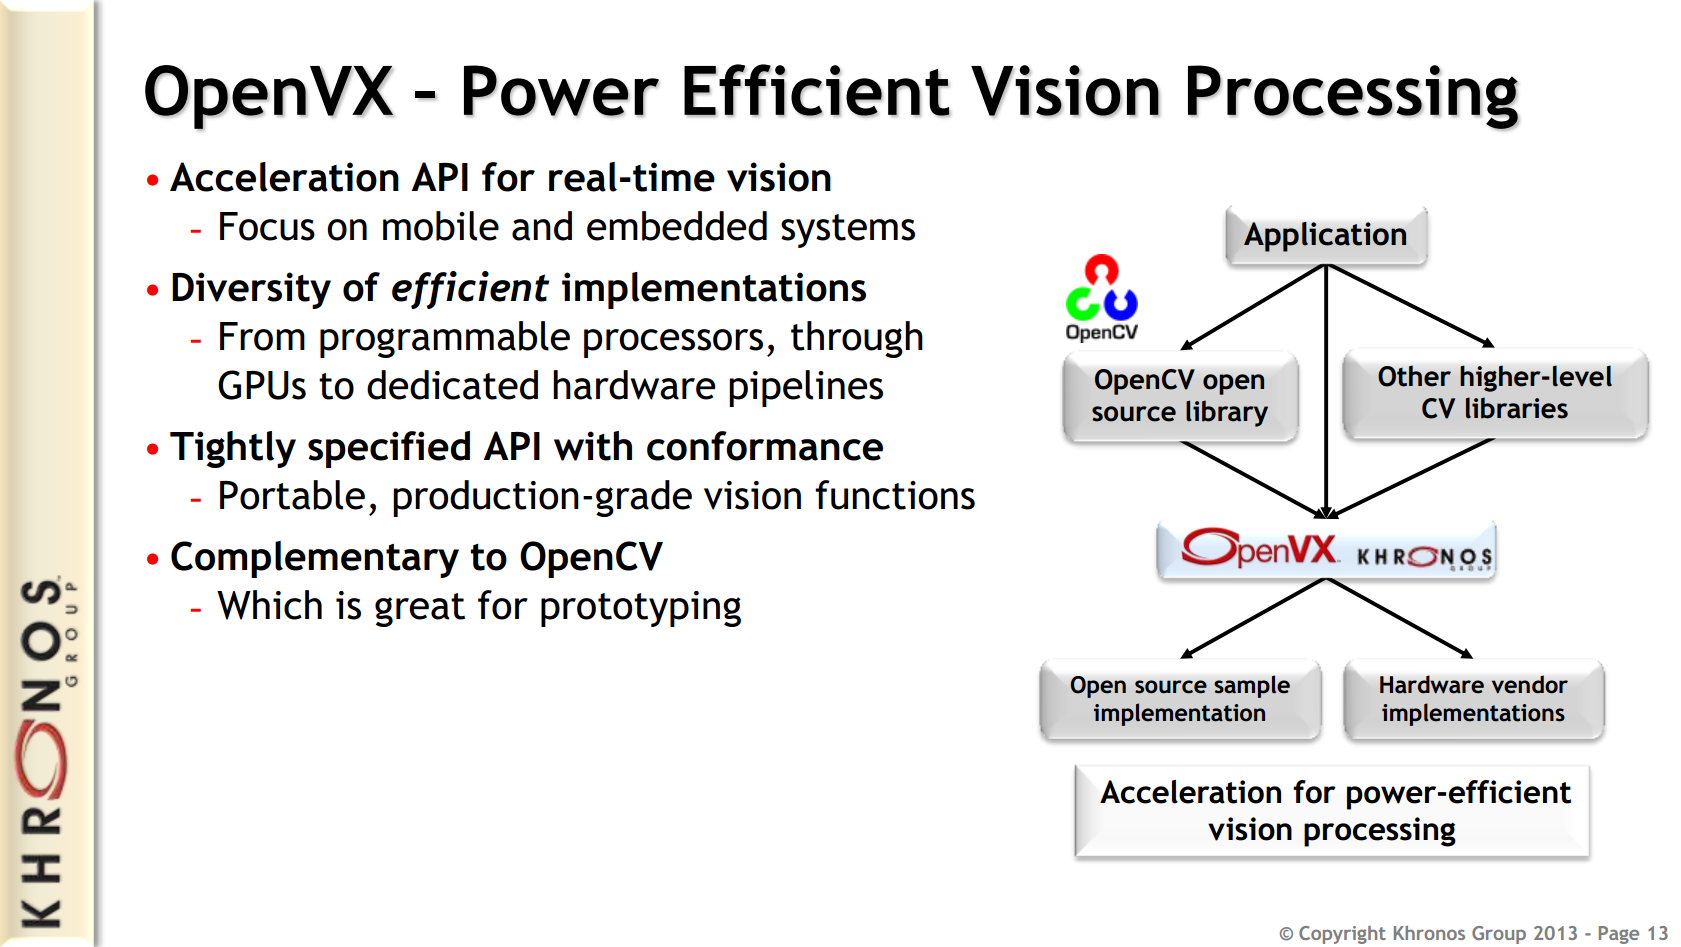 OpenVX – Power Efficient Vision Processing
• Acceleration API for real-time vision
- Focus on mobile and embedded systems
• Diversity of efficient implementations
- From programmable processors, through
GPUs to dedicated hardware pipelines
• Tightly specified API with conformance
- Portable, production-grade vision functions
• Complementary to OpenCV
- Which is great for prototyping
Application
OpenCV
OpenCV open
source library
Other higher-level
CV libraries
OpenVX™
KHRONOS
GROUP
Open source sample
implementation
Hardware vendor
implementations
Acceleration for power-efficient
vision processing
KHRONOS™
GROUP
© Copyright Khronos Group 2013 - Page 13